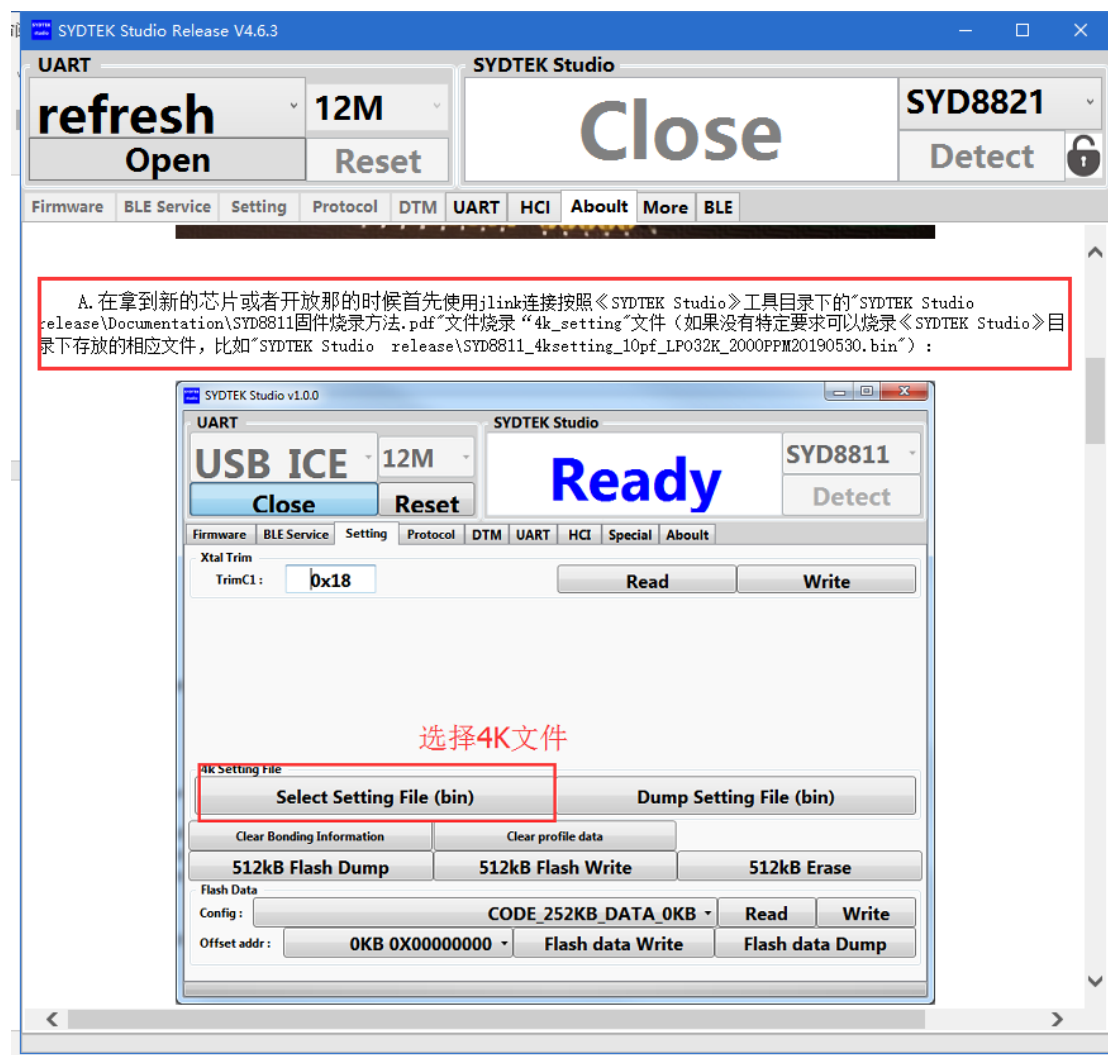 SYDTEK Studio Release V4.6.3
UART
SYDTEK Studio
refresh
12M
Close
SYD8821
Open
Reset
Detect
Firmware BLE Service Setting Protocol DTM UART HCI Aboult More BLE
A.在拿到新的芯片或者开放那的时候首先使用jlink连接按照《SYDTEK Studio》工具目录下的"SYDTEK Studio
release\Documentation\SYD8811固件烧录方法.pdf"文件烧录“4k_setting"文件（如果没有特定要求可以烧录《SYDTEK Studio》目
录下存放的相应文件，比如"SYDTEK Studio release\SYD8811_4ksetting_10pf_LPO32K_2000PPM20190530.bin"）:
SYDTEK Studio v1.0.0
UART
SYDTEK Studio
USB ICE
12M
Ready
SYD8811
Close
Reset
Detect
Firmware BLE Service Setting Protocol DTM UART HCI Special Aboult
Xtal Trim
TrimC1 : 0x18 Read Write
选择4K文件
4k Setting File
Select Setting File (bin) Dump Setting File (bin)
Clear Bonding Information Clear profile data
512kB Flash Dump 512kB Flash Write 512kB Erase
Flash Data
Config : CODE_252KB_DATA_0KB Read Write
Offset addr : 0KB 0X00000000 Flash data Write Flash data Dump